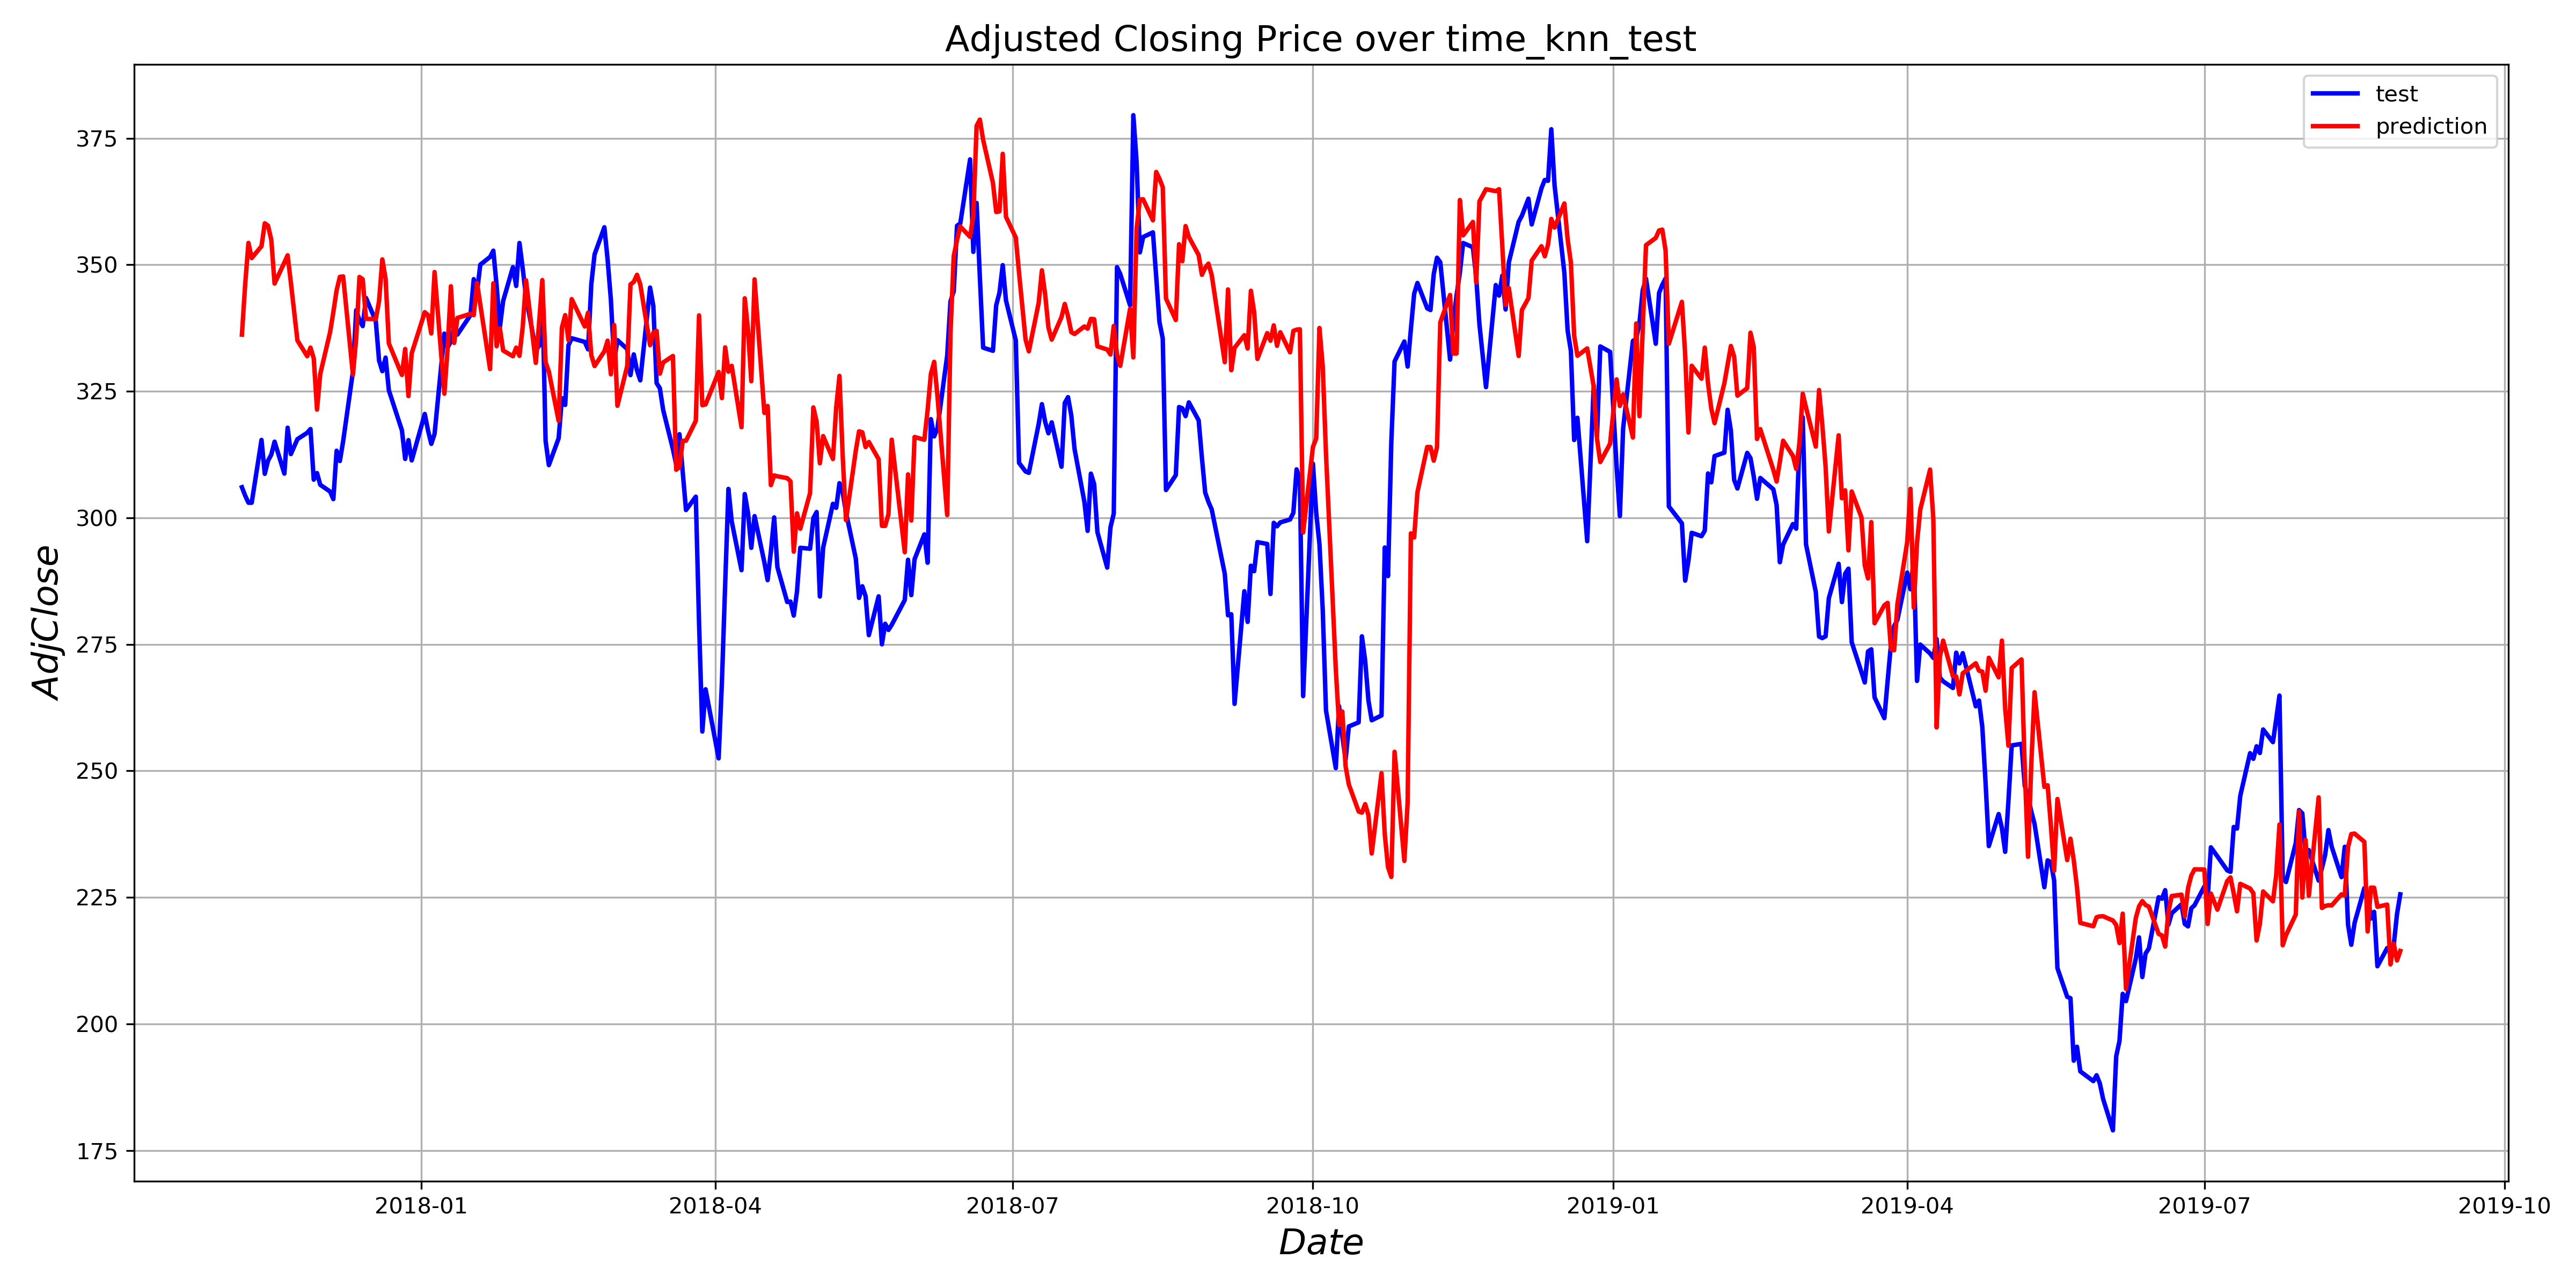 Adjusted Closing Price over time_knn_test
test
prediction
375
350
325
300
275
250
225
200
175
AdjClose
2018-01 2018-04 2018-07 2018-10 2019-01 2019-04 2019-07 2019-10
Date